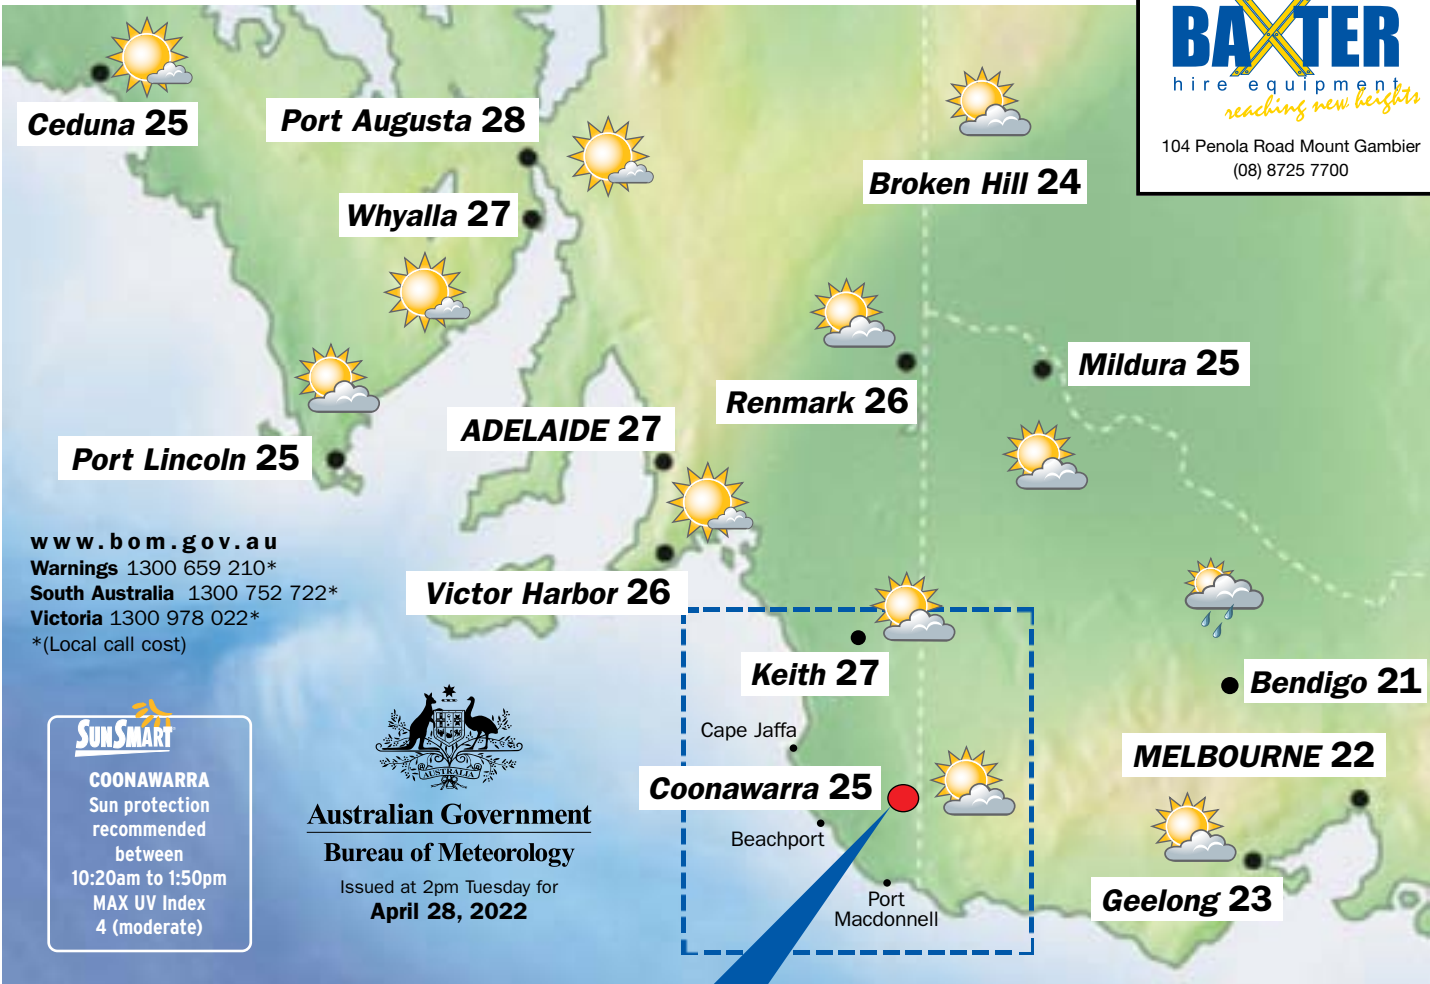 BAXTER
hire equipment
reaching new heights
104 Penola Road Mount Gambier
(08) 8725 7700
Ceduna 25
Port Augusta 28
Whyalla 27
Broken Hill 24
Renmark 26
Mildura 25
ADELAIDE 27
Port Lincoln 25
Victor Harbor 26
www.bom.gov.au
Warnings 1300 659 210*
South Australia 1300 752 722*
Victoria 1300 978 022*
*(Local call cost)
Keith 27
Bendigo 21
Cape Jaffa
MELBOURNE 22
Coonawarra 25
Beachport
Geelong 23
Port
Macdonnell
SUNSMART
COONAWARRA
Sun protection
recommended
between
10:20am to 1:50pm
MAX UV Index
4 (moderate)
AUSTRALIA
Australian Government
Bureau of Meteorology
Issued at 2pm Tuesday for
April 28, 2022